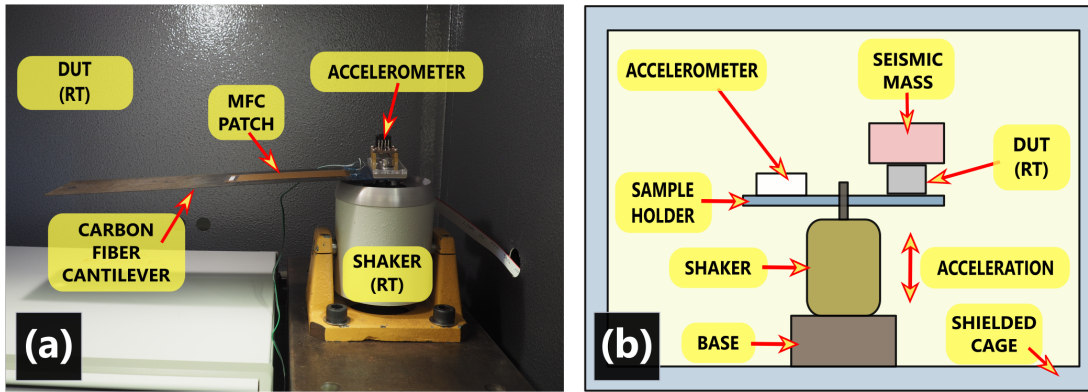 DUT
(RT)
ACCELEROMETER
MFC
PATCH
CARBON
FIBER
CANTILEVER
SHAKER
(RT)
(a)
ACCELEROMETER
SEISMIC
MASS
DUT
(RT)
SAMPLE
HOLDER
SHAKER
ACCELERATION
BASE
SHIELDED
CAGE
(b)